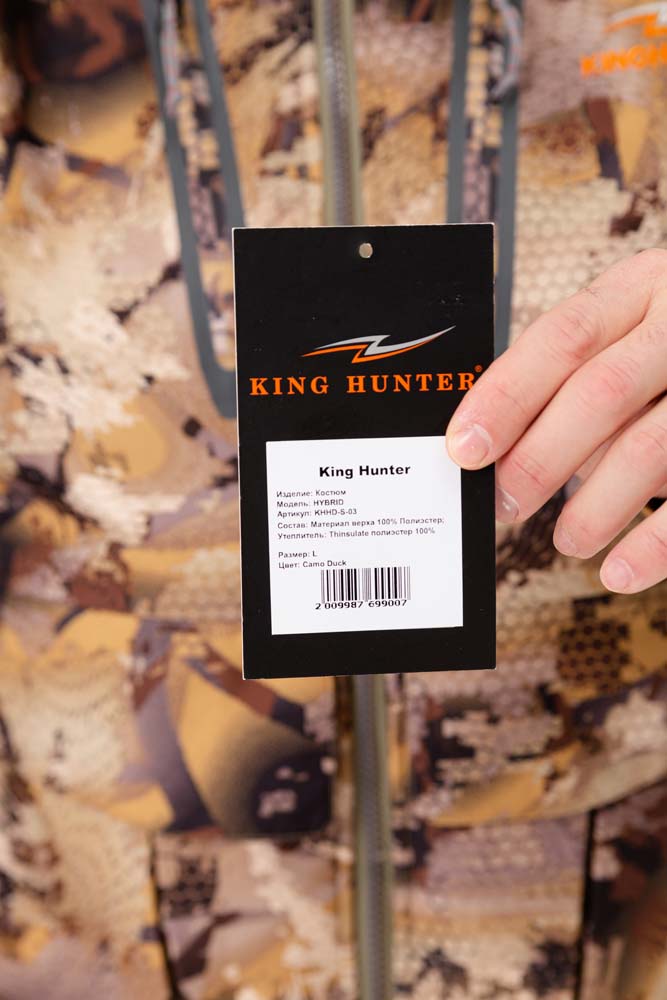 KINGH
KING HUNTER®
King Hunter
Изделие: Костюм
Модель: HYBRID
Артикул: KHHD-S-03
Состав: Материал верха 100% Полиэстер;
Утеплитель: Thinsulate полиэстер 100%
Размер: L
Цвет: Camo Duck
2 009987 699007